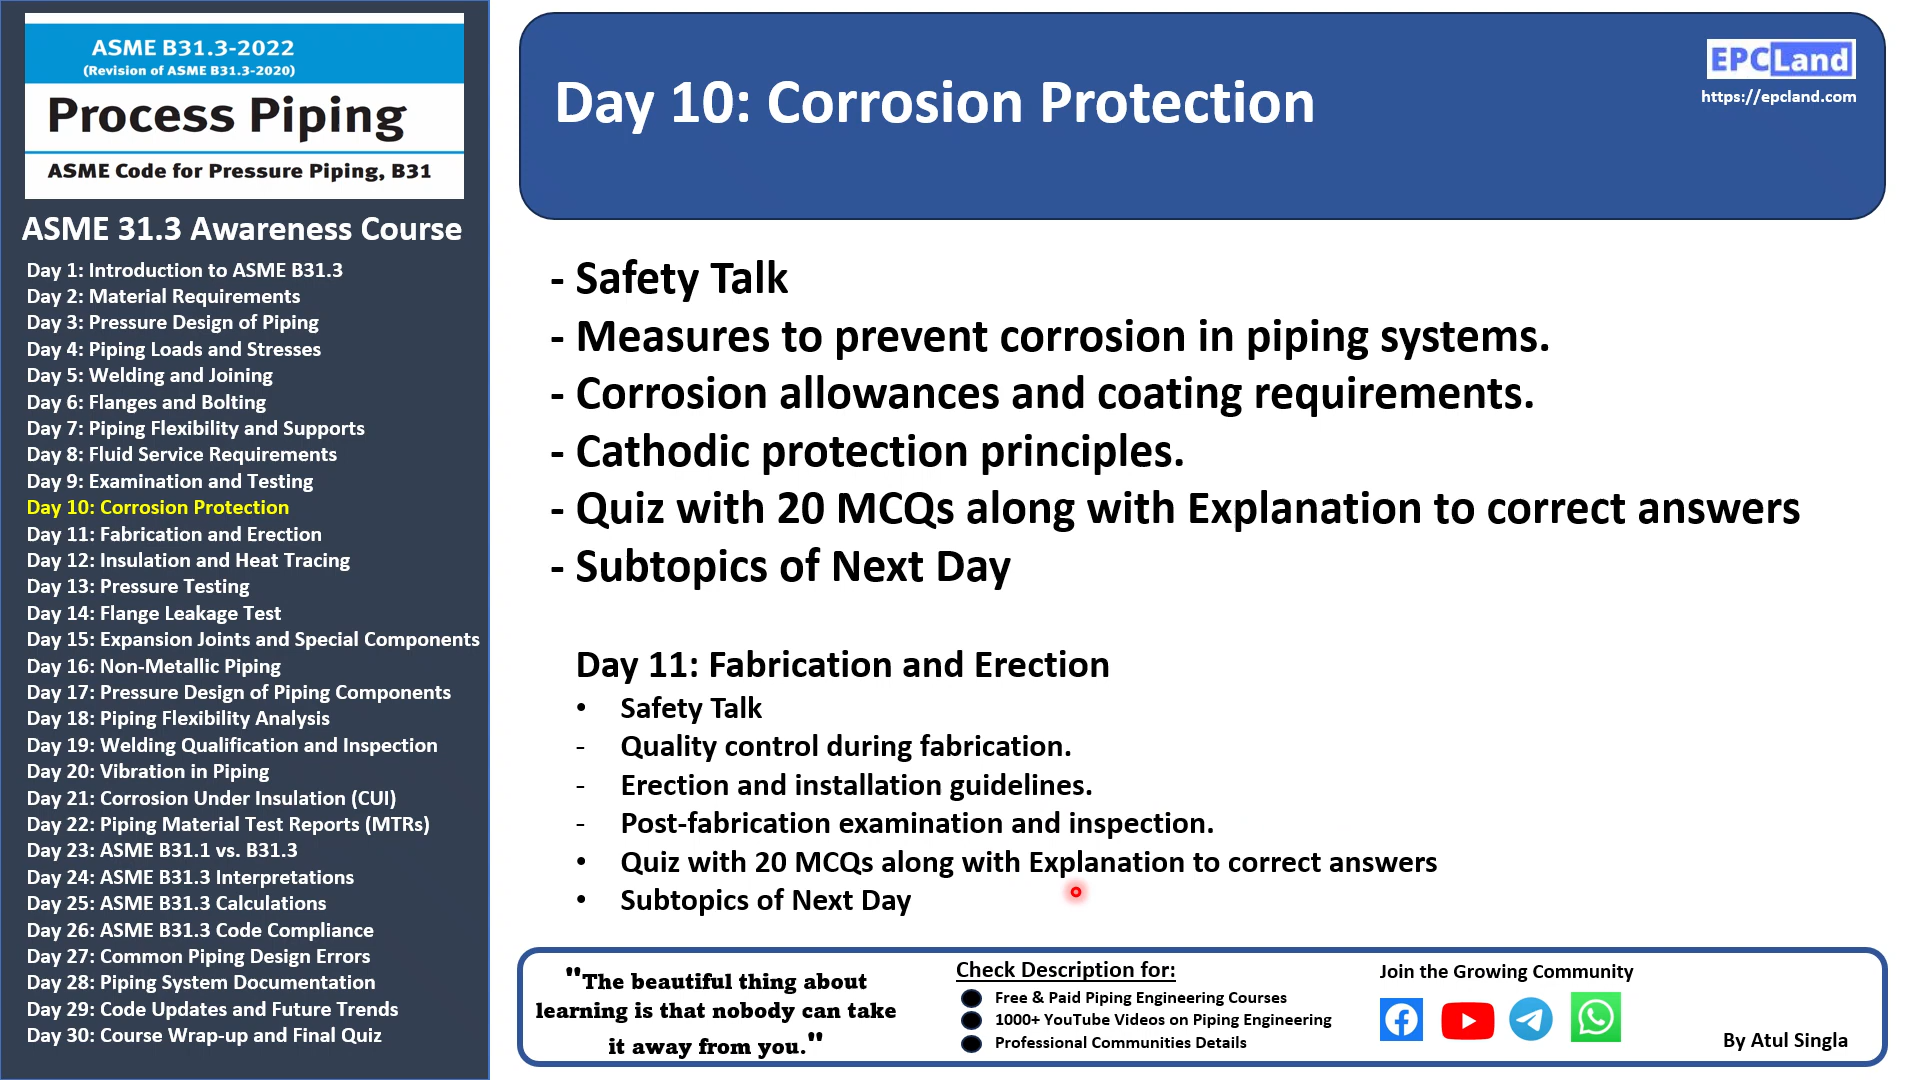 ASME B31.3-2022
(Revision of ASME B31.3-2020)
Process Piping
ASME Code for Pressure Piping, B31
ASME 31.3 Awareness Course
Day 1: Introduction to ASME B31.3
Day 2: Material Requirements
Day 3: Pressure Design of Piping
Day 4: Piping Loads and Stresses
Day 5: Welding and Joining
Day 6: Flanges and Bolting
Day 7: Piping Flexibility and Supports
Day 8: Fluid Service Requirements
Day 9: Examination and Testing
Day 10: Corrosion Protection
Day 11: Fabrication and Erection
Day 12: Insulation and Heat Tracing
Day 13: Pressure Testing
Day 14: Flange Leakage Test
Day 15: Expansion Joints and Special Components
Day 16: Non-Metallic Piping
Day 17: Pressure Design of Piping Components
Day 18: Piping Flexibility Analysis
Day 19: Welding Qualification and Inspection
Day 20: Vibration in Piping
Day 21: Corrosion Under Insulation (CUI)
Day 22: Piping Material Test Reports (MTRs)
Day 23: ASME B31.1 vs. B31.3
Day 24: ASME B31.3 Interpretations
Day 25: ASME B31.3 Calculations
Day 26: ASME B31.3 Code Compliance
Day 27: Common Piping Design Errors
Day 28: Piping System Documentation
Day 29: Code Updates and Future Trends
Day 30: Course Wrap-up and Final Quiz
Day 10: Corrosion Protection
EPCLand
https://epcland.com
- Safety Talk
- Measures to prevent corrosion in piping systems.
- Corrosion allowances and coating requirements.
- Cathodic protection principles.
- Quiz with 20 MCQs along with Explanation to correct answers
- Subtopics of Next Day
Day 11: Fabrication and Erection
• Safety Talk
- Quality control during fabrication.
- Erection and installation guidelines.
- Post-fabrication examination and inspection.
• Quiz with 20 MCQs along with Explanation to correct answers
• Subtopics of Next Day
"The beautiful thing about
learning is that nobody can take
it away from you."
Check Description for:
Free & Paid Piping Engineering Courses
1000+ YouTube Videos on Piping Engineering
Professional Communities Details
Join the Growing Community
By Atul Singla